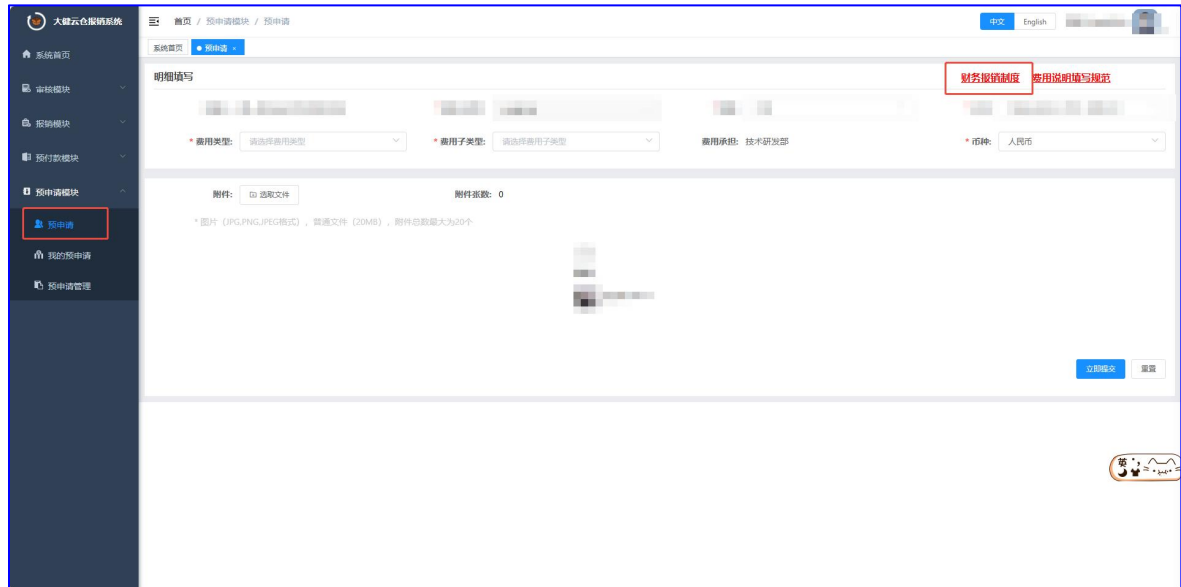 大健云仓报销系统
首页 / 预申请模块 / 预申请
中文 English
系统首页 预申请 ×
系统首页
审核模块
报销模块
预付款模块
预申请模块
预申请
我的预申请
预申请管理
明细填写
财务报销制度 费用说明填写规范
* 费用类型: 请选择费用类型 * 费用子类型: 请选择费用子类型 费用承担: 技术研发部 * 币种: 人民币
附件: 选取文件 附件张数: 0
* 图片（JPG,PNG,JPEG格式）, 普通文件（20MB）, 附件总数最大为20个
立即提交 重置
英